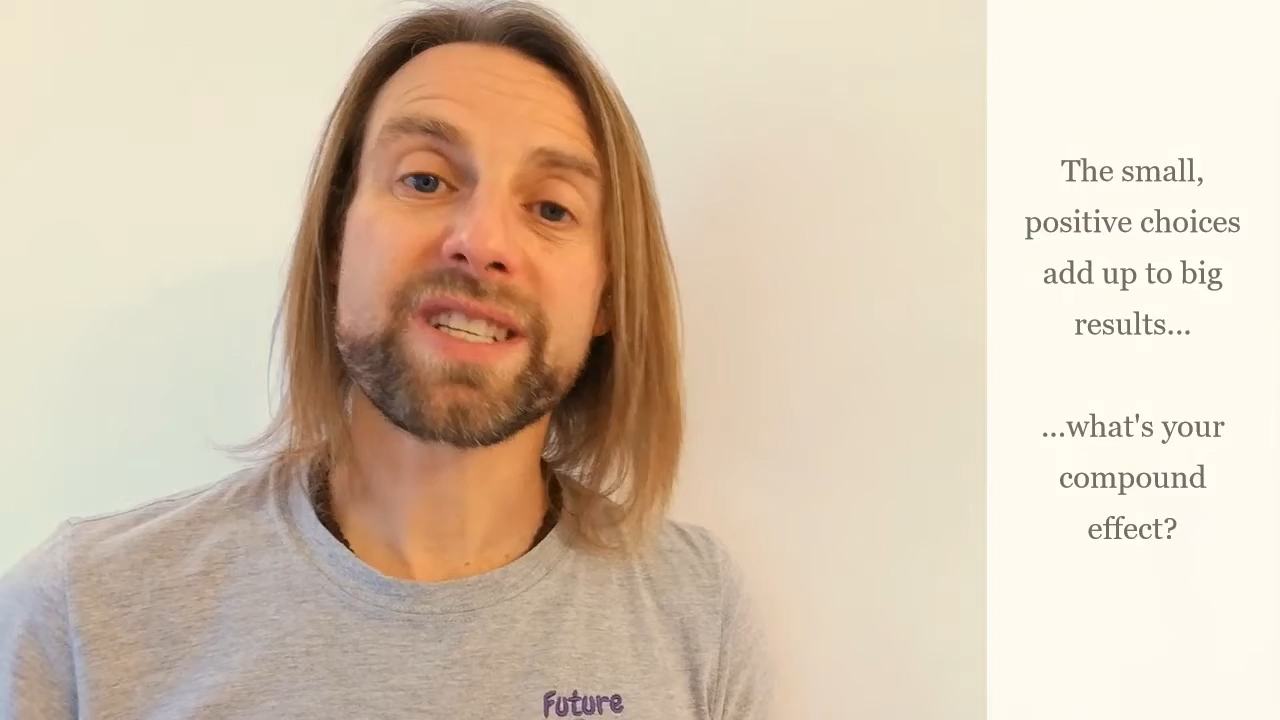 The small,
positive choices
add up to big
results...
...what's your
compound
effect?
Future